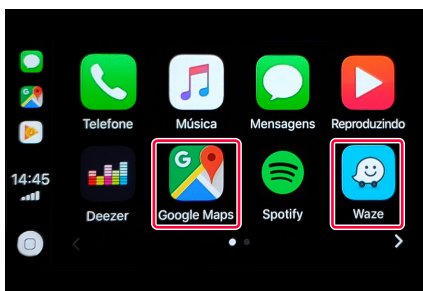 Telefone
Música
Mensagens
Reproduzindo
14:45
G
Deezer
Google Maps
Spotify
Waze